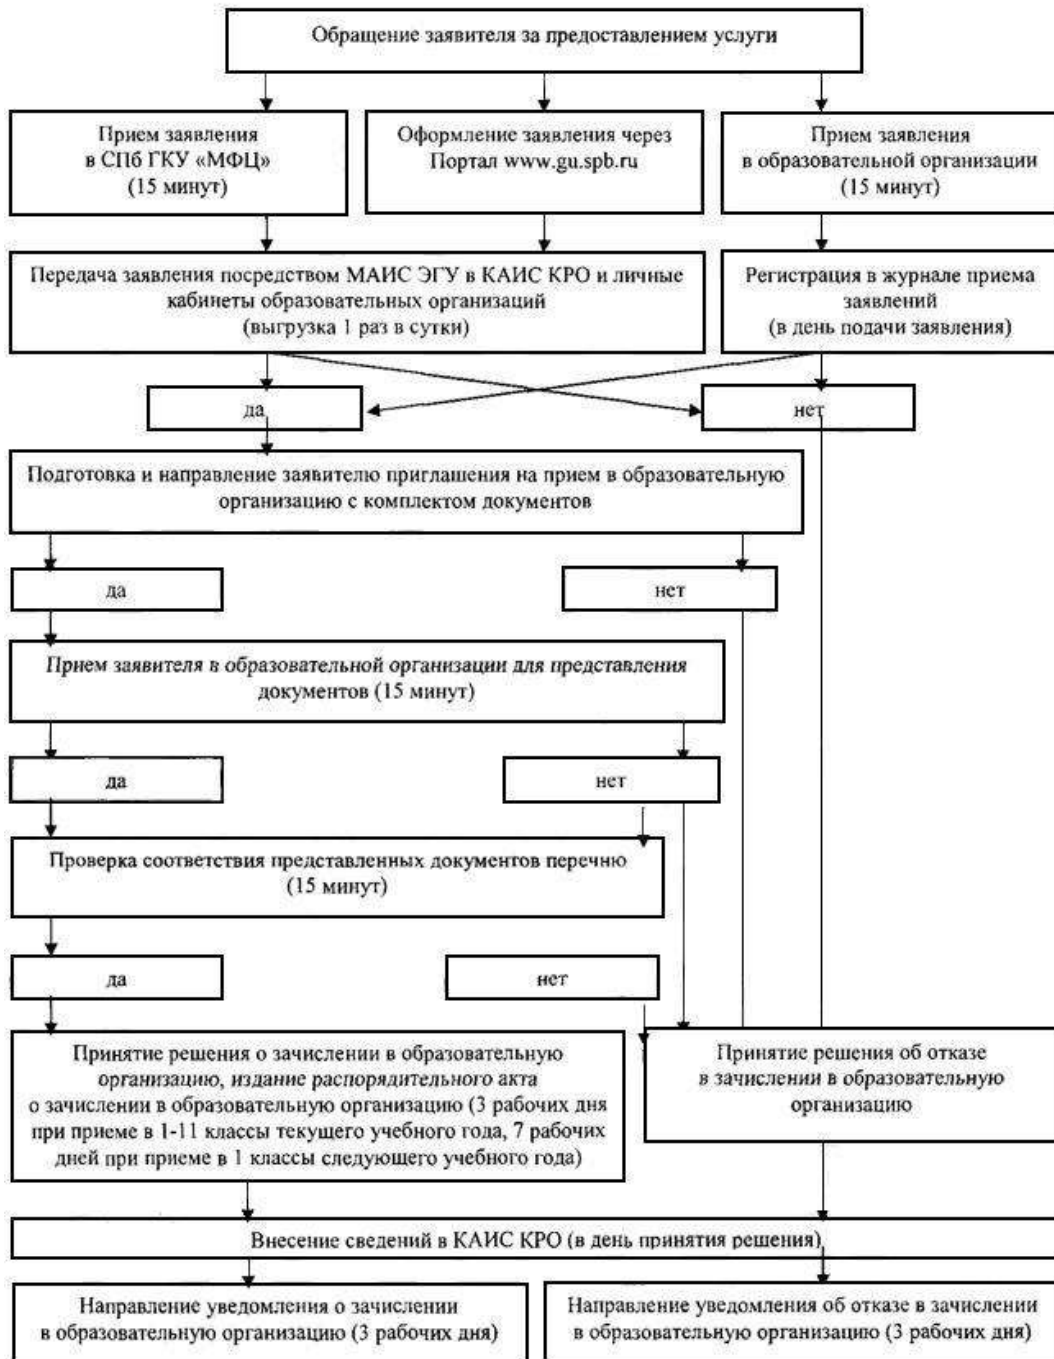 Обращение заявителя за предоставлением услуги
Прием заявления
в СПб ГКУ «МФЦ»
(15 минут)
Оформление заявления через
Портал www.gu.spb.ru
Прием заявления
в образовательной организации
(15 минут)
Передача заявления посредством МАИС ЭГУ в КАИС КРО и личные
кабинеты образовательных организаций
(выгрузка 1 раз в сутки)
Регистрация в журнале приема
заявлений
(в день подачи заявления)
да
нет
Подготовка и направление заявителю приглашения на прием в образовательную
организацию с комплектом документов
да
нет
Прием заявителя в образовательной организации для представления
документов (15 минут)
да
нет
Проверка соответствия представленных документов перечню
(15 минут)
да
нет
Принятие решения о зачислении в образовательную
организацию, издание распорядительного акта
о зачислении в образовательную организацию (3 рабочих дня
при приеме в 1-11 классы текущего учебного года, 7 рабочих
дней при приеме в 1 классы следующего учебного года)
Принятие решения об отказе
в зачислении в образовательную
организацию
Внесение сведений в КАИС КРО (в день принятия решения)
Направление уведомления о зачислении
в образовательную организацию (3 рабочих дня)
Направление уведомления об отказе в зачислении
в образовательную организацию (3 рабочих дня)